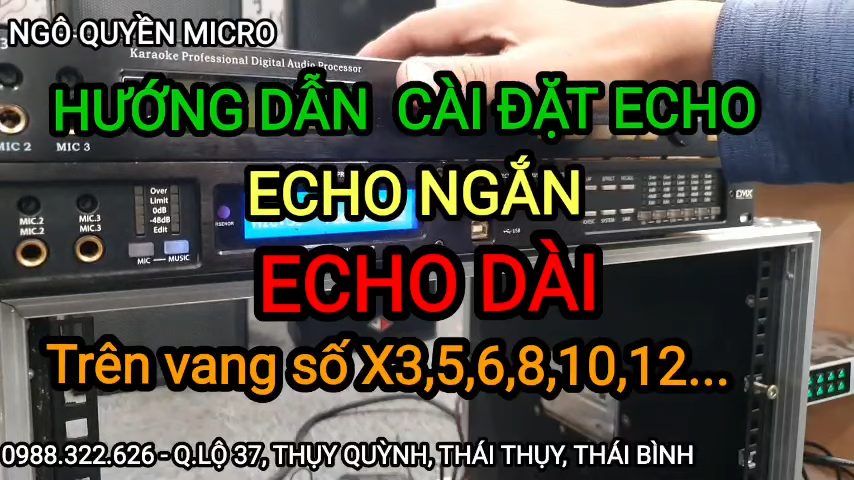 NGÔ QUYỀN MICRO
Karaoke Professional Digital Audio Processor
HƯỚNG DẪN CÀI ĐẶT ECHO
MIC 2 MIC 3
ECHO NGẮN
Over
Limit
0dB
-48dB
Edit
MIC.2 MIC.3
MIC.2 MIC.3
MIC MUSIC
EFFECT
SYSTEM
ECHO DÀI
Trên vang số X3,5,6,8,10,12...
0988.322.626 - Q.LỘ 37, THỤY QUỲNH, THÁI THỤY, THÁI BÌNH